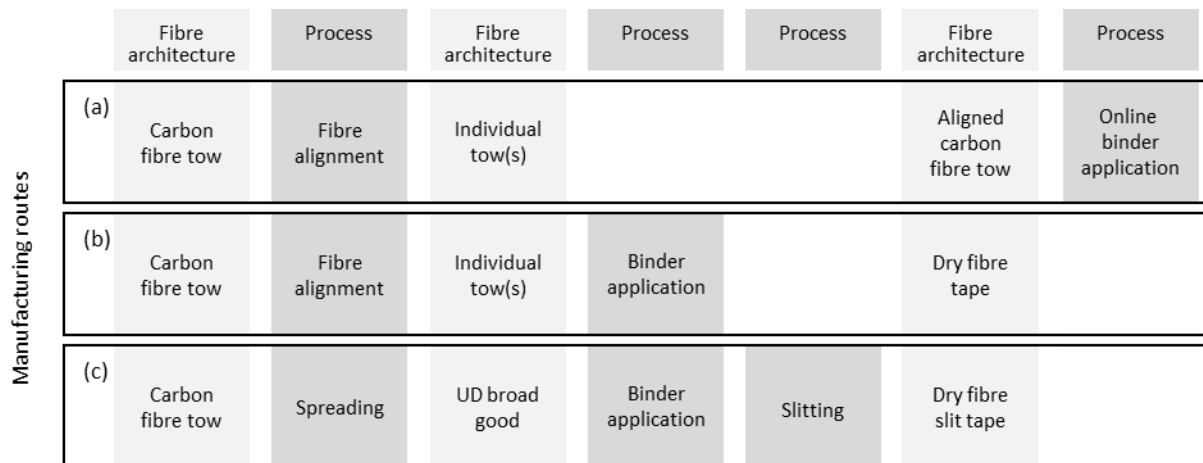 Fibre
architecture
Process
Fibre
architecture
Process
Process
Fibre
architecture
Process
Manufacturing routes
(a)
Carbon
fibre tow
Fibre
alignment
Individual
tow(s)
Aligned
carbon
fibre tow
Online
binder
application
(b)
Carbon
fibre tow
Fibre
alignment
Individual
tow(s)
Binder
application
Dry fibre
tape
(c)
Carbon
fibre tow
Spreading
UD broad
good
Binder
application
Slitting
Dry fibre
slit tape